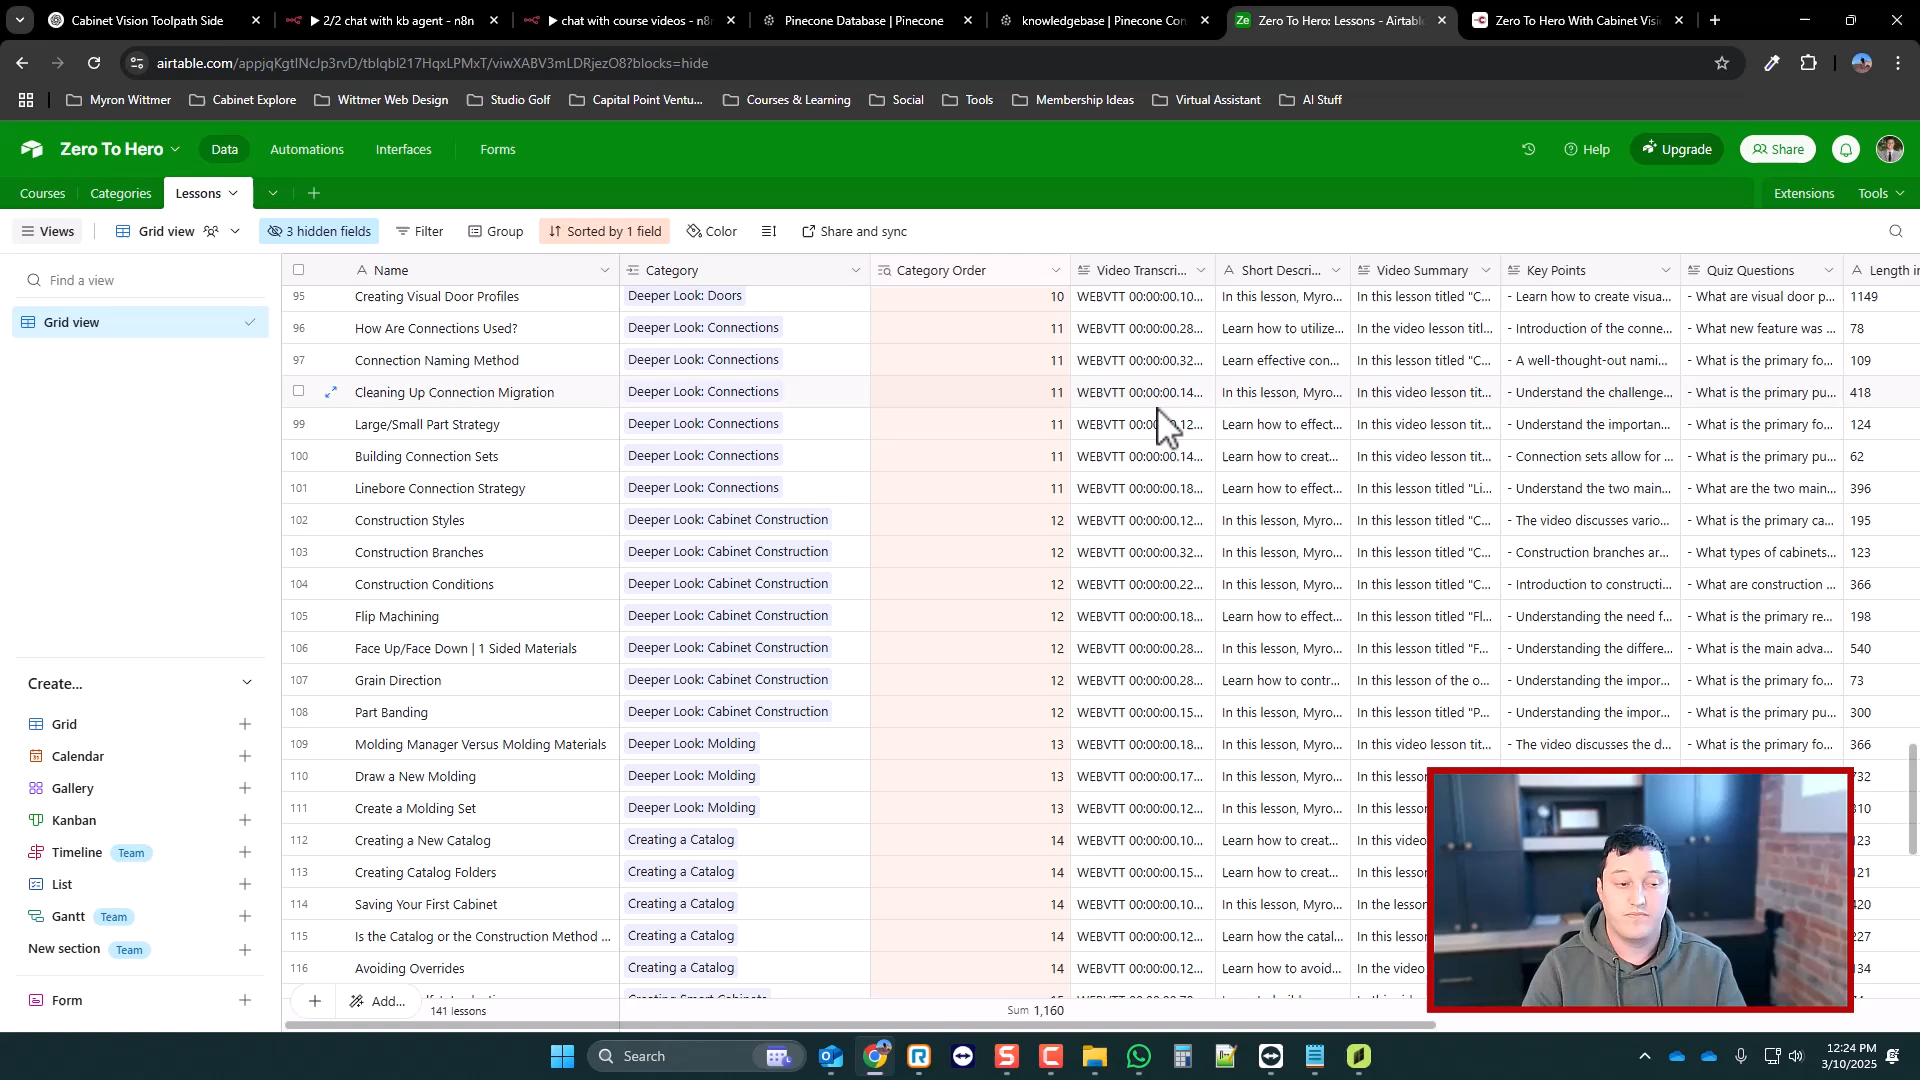 Cabinet Vision Toolpath Side
▶ 2/2 chat with kb agent - n8n
▶ chat with course videos - n8n
Pinecone Database | Pinecone
knowledgebase | Pinecone Con
Zero To Hero: Lessons - Airtable
Zero To Hero With Cabinet Visi
airtable.com/appjqKgtINcJp3rvD/tblqbl217HqxLPMxT/viwXABV3mLDRjezO8?blocks=hide
Myron Wittmer
Cabinet Explore
Wittmer Web Design
Studio Golf
Capital Point Ventu...
Courses & Learning
Social
Tools
Membership Ideas
Virtual Assistant
AI Stuff
Zero To Hero
Data
Automations
Interfaces
Forms
Help
Upgrade
Share
Courses
Categories
Lessons
Extensions
Tools
Views
Grid view
3 hidden fields
Filter
Group
Sorted by 1 field
Color
Share and sync
Find a view
Grid view
Create...
Grid
Calendar
Gallery
Kanban
Timeline Team
List
Gantt Team
New section Team
Form
Name Category Category Order Video Transcri... Short Descri... Video Summary Key Points Quiz Questions Length in
95 Creating Visual Door Profiles Deeper Look: Doors 10 WEBVTT 00:00:00.10... In this lesson, Myro... In this lesson titled "C... - Learn how to create visua... - What are visual door p... 1149
96 How Are Connections Used? Deeper Look: Connections 11 WEBVTT 00:00:00.28... Learn how to utilize... In the video lesson titl... - Introduction of the conne... - What new feature was ... 78
97 Connection Naming Method Deeper Look: Connections 11 WEBVTT 00:00:00.32... Learn effective con... In this lesson titled "C... - A well-thought-out nami... - What is the primary fo... 109
Cleaning Up Connection Migration Deeper Look: Connections 11 WEBVTT 00:00:00.14... In this lesson, Myro... In this video lesson tit... - Understand the challenge... - What is the primary pu... 418
99 Large/Small Part Strategy Deeper Look: Connections 11 WEBVTT 00:00:00.12... Learn how to effect... In this video lesson tit... - Understand the importan... - What is the primary pu... 124
100 Building Connection Sets Deeper Look: Connections 11 WEBVTT 00:00:00.14... Learn how to creat... In this video lesson tit... - Connection sets allow for ... - What is the primary pu... 62
101 Linebore Connection Strategy Deeper Look: Connections 11 WEBVTT 00:00:00.18... Learn how to effect... In this lesson titled "Li... - Understand the two main... - What are the two main... 396
102 Construction Styles Deeper Look: Cabinet Construction 12 WEBVTT 00:00:00.12... In this lesson, Myro... In this lesson titled "C... - The video discusses vario... - What is the primary ca... 195
103 Construction Branches Deeper Look: Cabinet Construction 12 WEBVTT 00:00:00.32... In this lesson, Myro... In this lesson titled "C... - Construction branches ar... - What types of cabinets... 123
104 Construction Conditions Deeper Look: Cabinet Construction 12 WEBVTT 00:00:00.22... In this lesson, Myro... In this lesson titled "C... - Introduction to constructi... - What are construction ... 366
105 Flip Machining Deeper Look: Cabinet Construction 12 WEBVTT 00:00:00.18... Learn how to effect... In this lesson titled "Fl... - Understanding the need f... - What is the primary re... 198
106 Face Up/Face Down | 1 Sided Materials Deeper Look: Cabinet Construction 12 WEBVTT 00:00:00.28... In this lesson, Myro... In this lesson titled "F... - Understanding the differe... - What is the main adva... 540
107 Grain Direction Deeper Look: Cabinet Construction 12 WEBVTT 00:00:00.28... Learn how to contr... In this lesson of the o... - Understanding the impor... - What is the primary fo... 73
108 Part Banding Deeper Look: Cabinet Construction 12 WEBVTT 00:00:00.15... In this lesson, Myro... In this lesson titled "P... - Understanding the impor... - What is the primary pu... 300
109 Molding Manager Versus Molding Materials Deeper Look: Molding 13 WEBVTT 00:00:00.18... In this lesson, Myro... In this video lesson tit... - The video discusses the d... - What is the primary fo... 366
110 Draw a New Molding Deeper Look: Molding 13 WEBVTT 00:00:00.17... In this lesson, Myro... In this lesson 732
111 Create a Molding Set Deeper Look: Molding 13 WEBVTT 00:00:00.12... In this lesson, Myro... In this lesson 310
112 Creating a New Catalog Creating a Catalog 14 WEBVTT 00:00:00.10... Learn how to creat... In this video 123
113 Creating Catalog Folders Creating a Catalog 14 WEBVTT 00:00:00.15... Learn how to creat... In this lesson 121
114 Saving Your First Cabinet Creating a Catalog 14 WEBVTT 00:00:00.10... In this lesson, Myro... In the lesson 420
115 Is the Catalog or the Construction Method ... Creating a Catalog 14 WEBVTT 00:00:00.12... Learn how the catal... In this lesson 227
116 Avoiding Overrides Creating a Catalog 14 WEBVTT 00:00:00.12... Learn how to avoid... In the video 134
Add...
141 lessons
Sum 1,160
Search
12:24 PM
3/10/2025